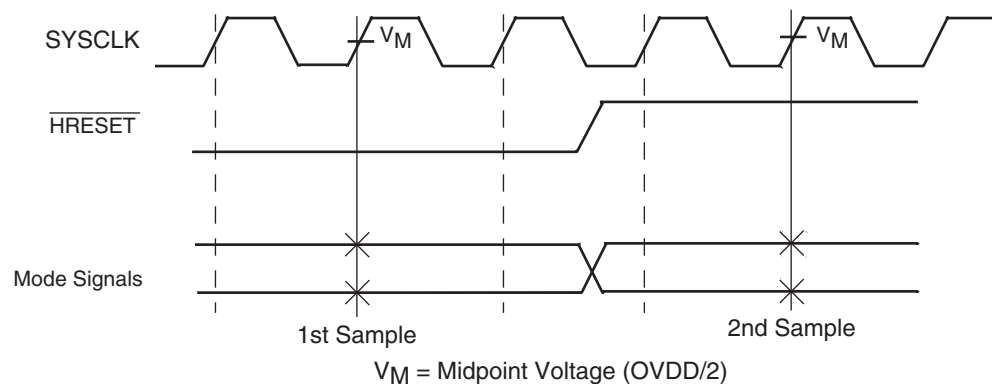 SYSCLK
VM
VM
HRESET
Mode Signals
1st Sample
2nd Sample
VM = Midpoint Voltage (OVDD/2)